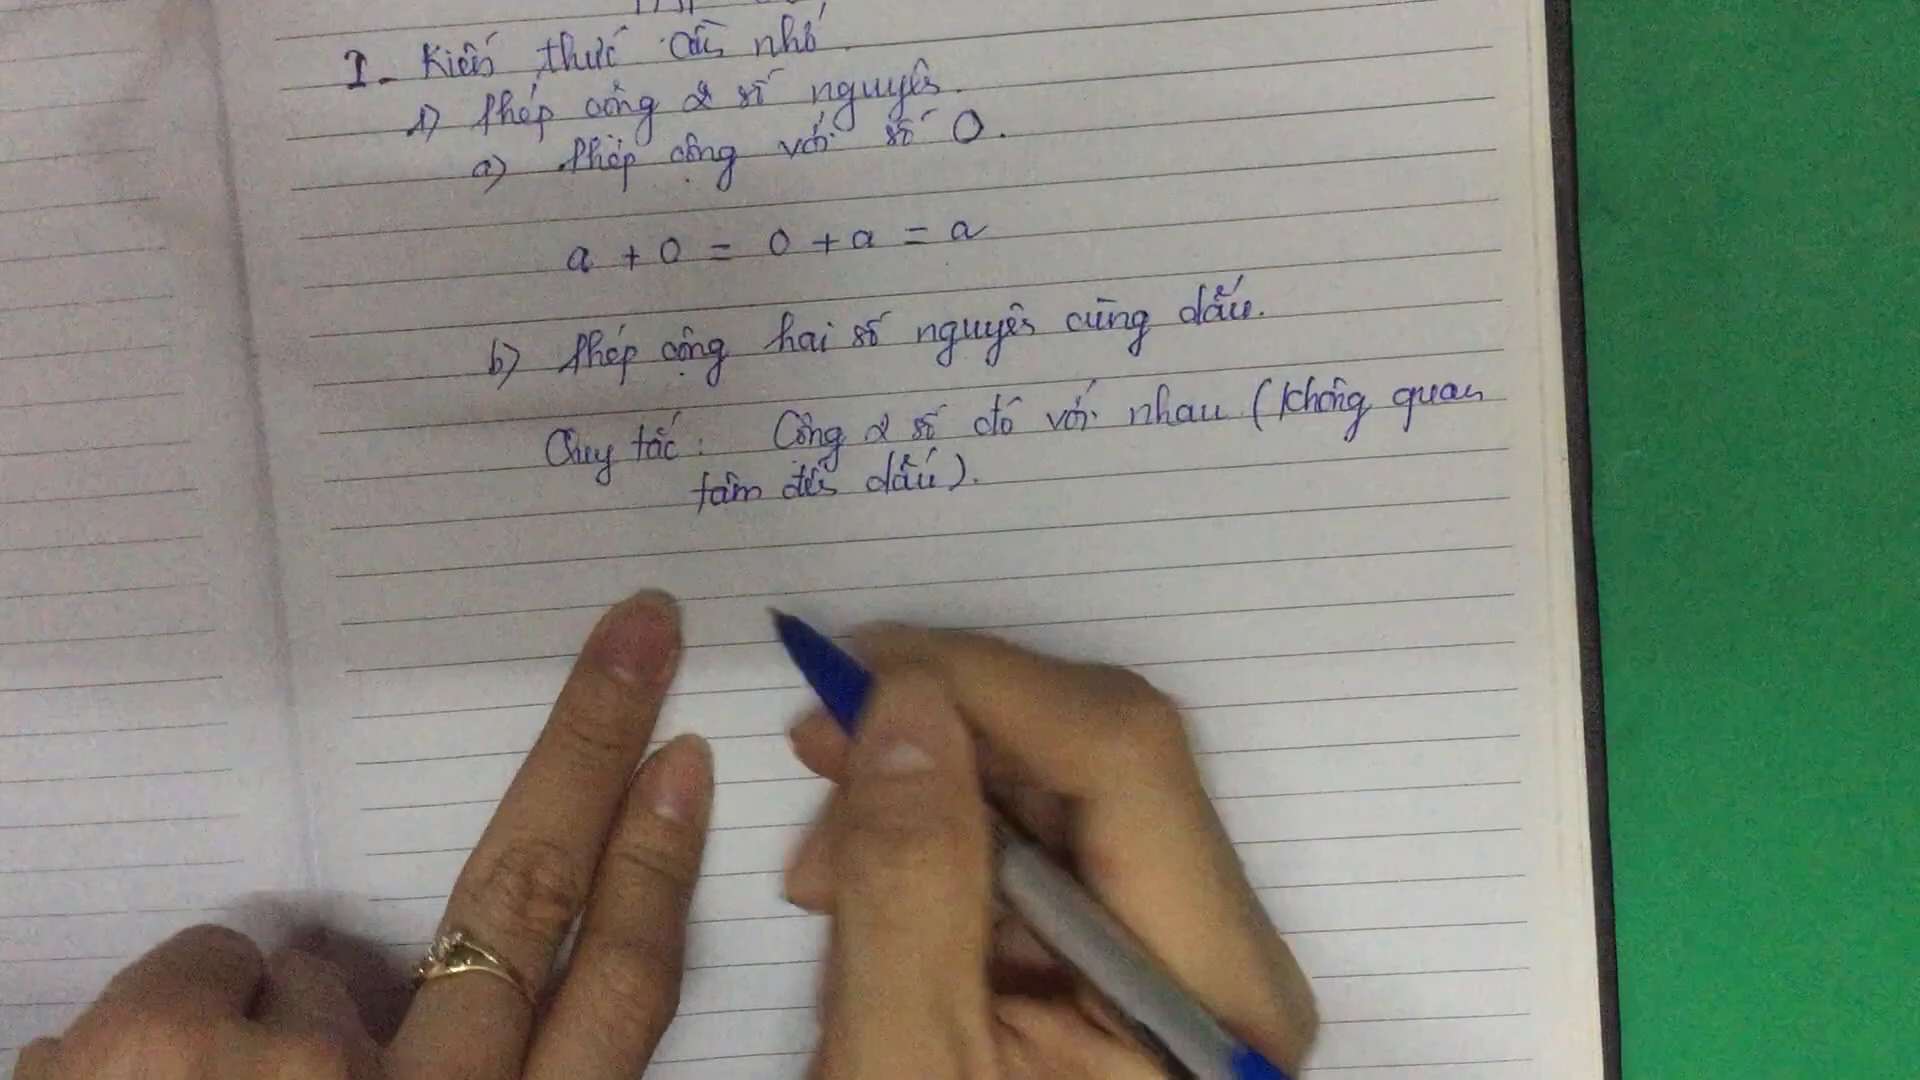 I - Kiến thức cần nhớ.
1) Phép cộng 2 số nguyên.
a) Phép cộng với số 0.
a + 0 = 0 + a = a
b) Phép cộng hai số nguyên cùng dấu.
Quy tắc: Cộng 2 số đó với nhau (không quan
tâm đến dấu).